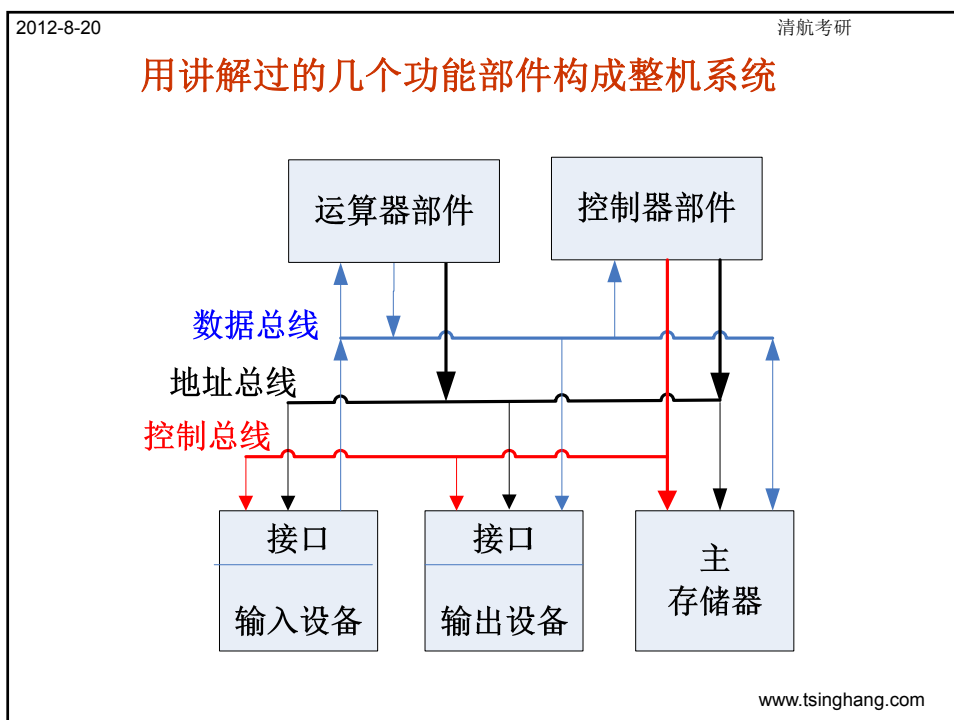 2012-8-20
清航考研
用讲解过的几个功能部件构成整机系统
运算器部件
控制器部件
数据总线
地址总线
控制总线
接口
接口
主
存储器
输入设备
输出设备
www.tsinghang.com